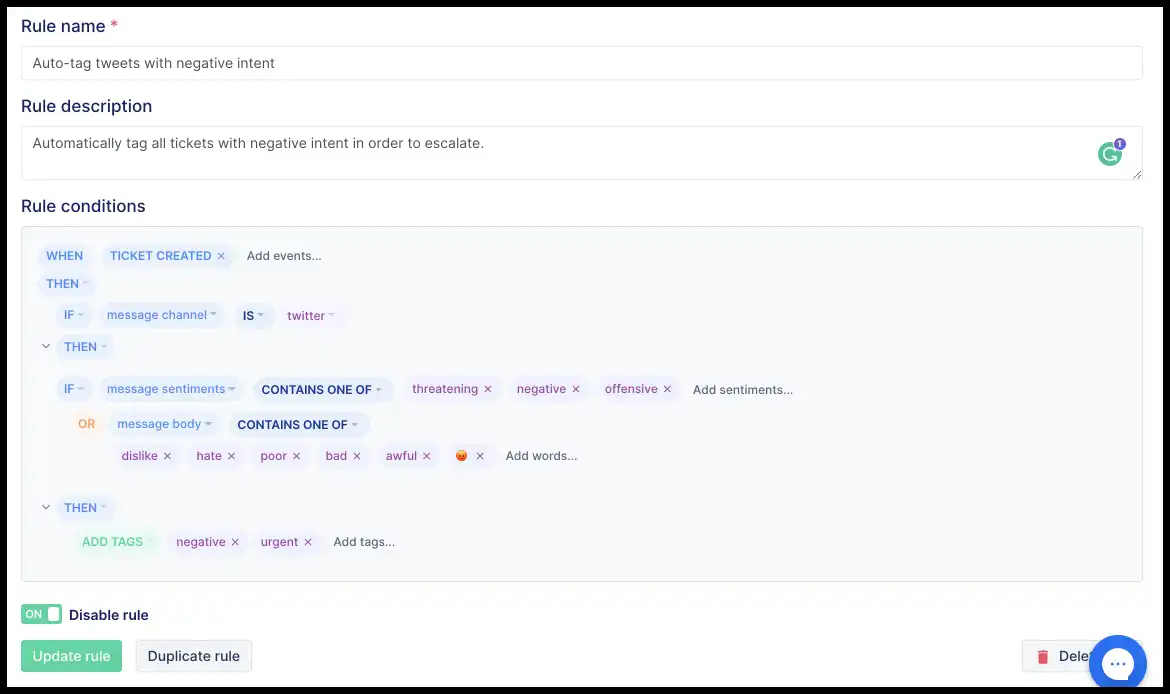 Rule name *
Auto-tag tweets with negative intent
Rule description
Automatically tag all tickets with negative intent in order to escalate.
1
Rule conditions
WHEN TICKET CREATED × Add events...
THEN
IF message channel IS twitter
THEN
IF message sentiments CONTAINS ONE OF threatening × negative × offensive × Add sentiments...
OR message body CONTAINS ONE OF
dislike × hate × poor × bad × awful × 😡 × Add words...
THEN
ADD TAGS negative × urgent × Add tags...
ON Disable rule
Update rule Duplicate rule